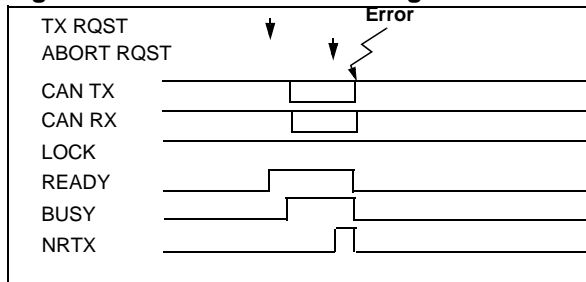 TX RQST
Error
ABORT RQST
CAN TX
CAN RX
LOCK
READY
BUSY
NRTX